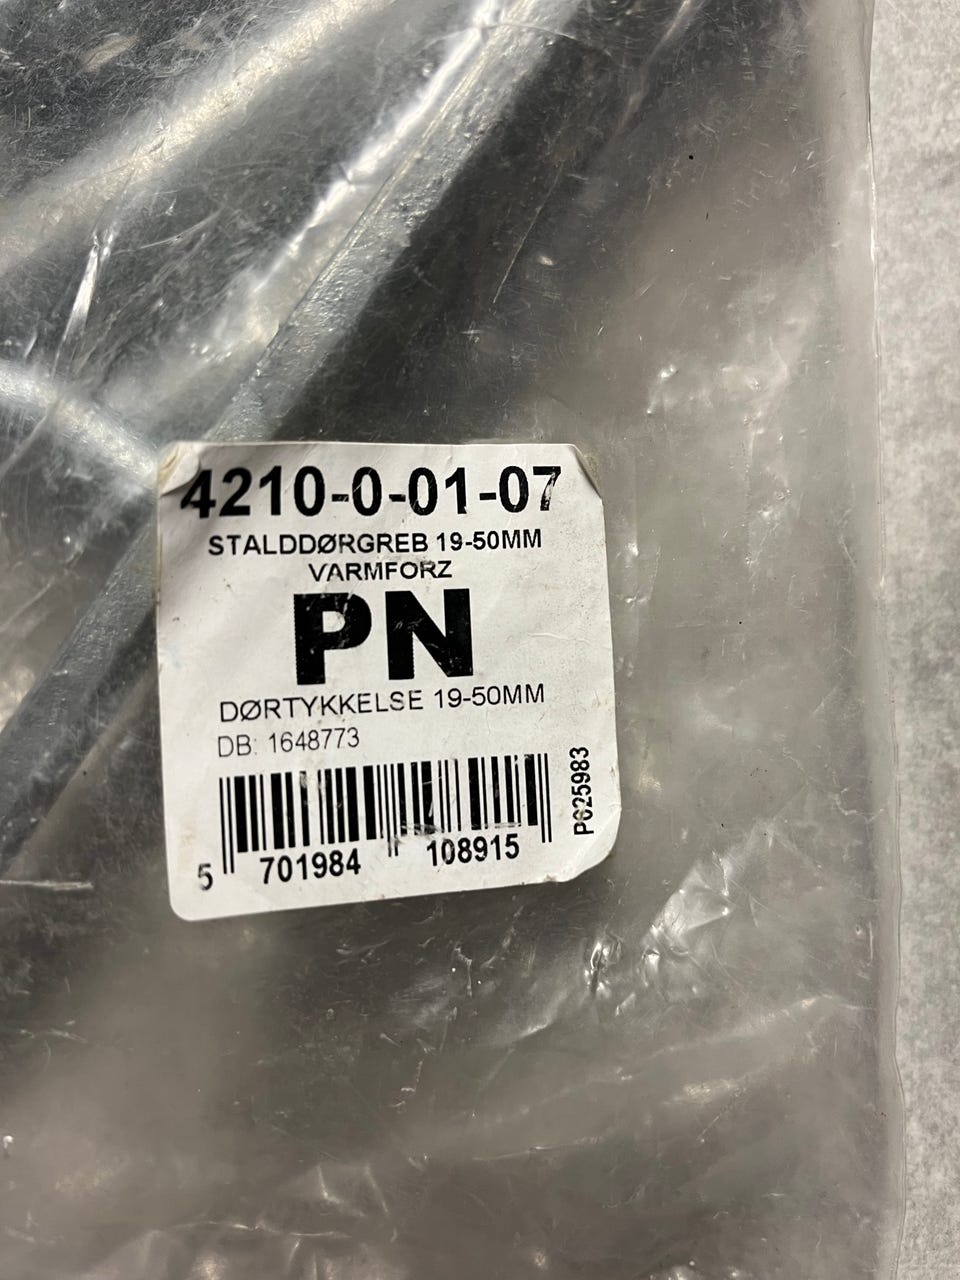 4210-0-01-07
STALDDØRGREB 19-50MM
VARMFORZ
PN
DØRTYKKELSE 19-50MM
DB: 1648773
5 701984 108915
P625983